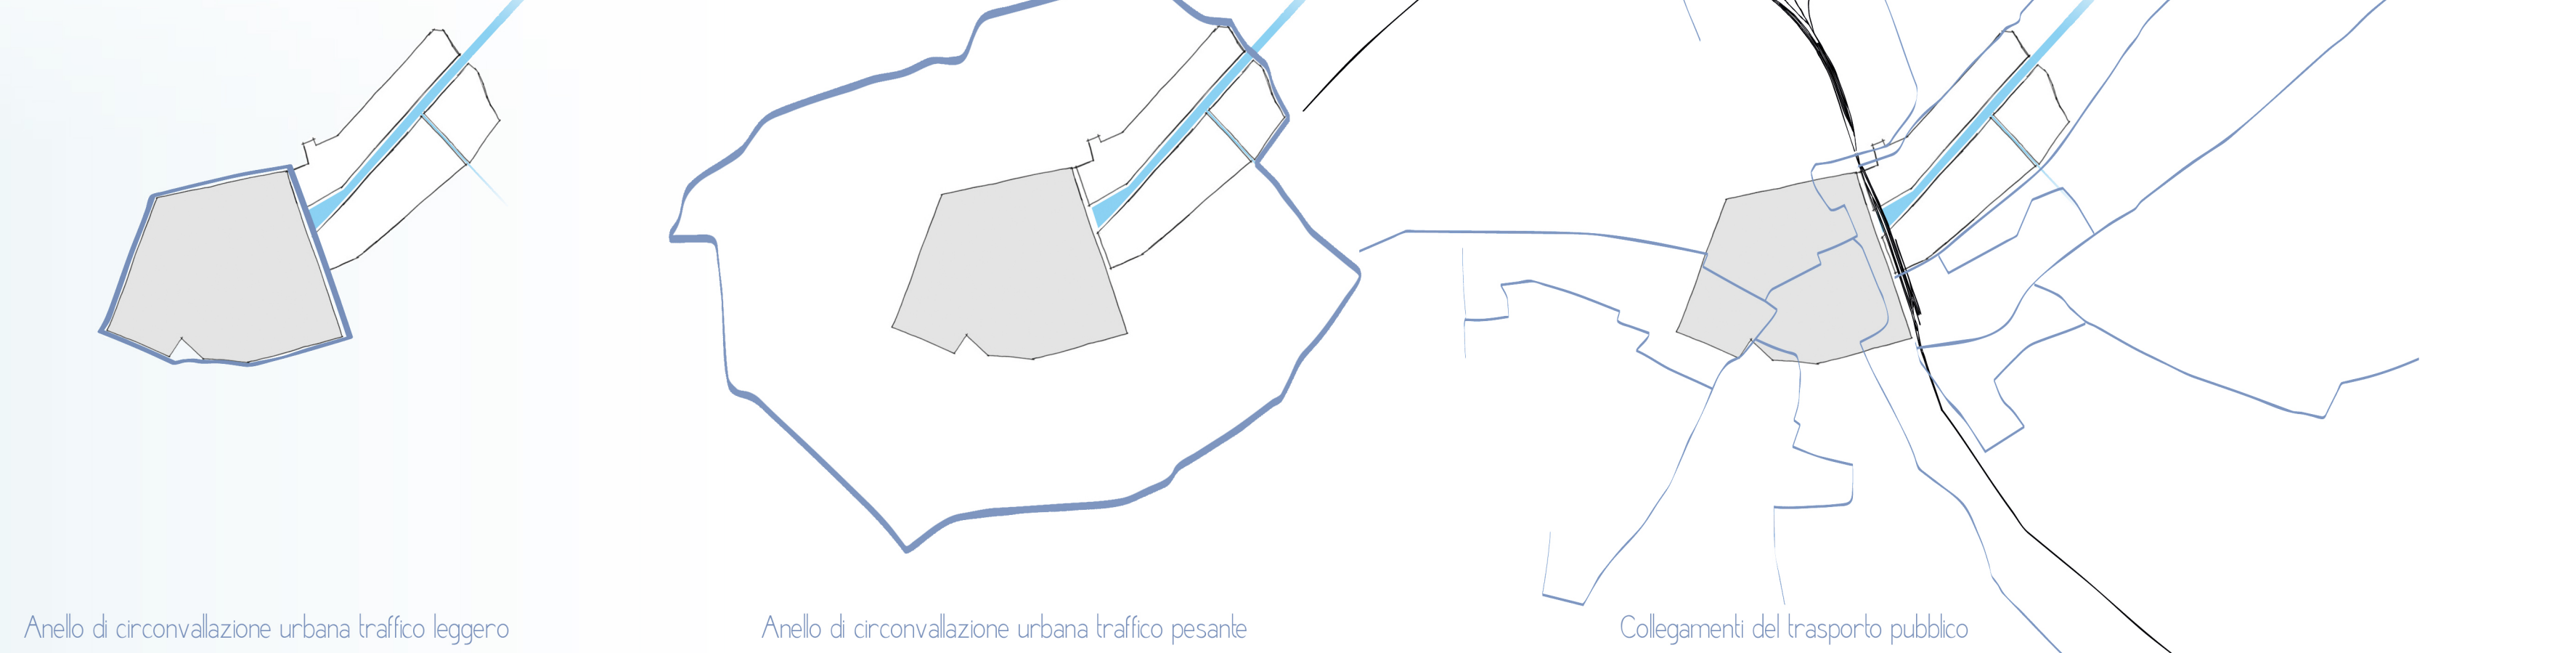 Anello di circonvallazione urbana traffico leggero
Anello di circonvallazione urbana traffico pesante
Collegamenti del trasporto pubblico